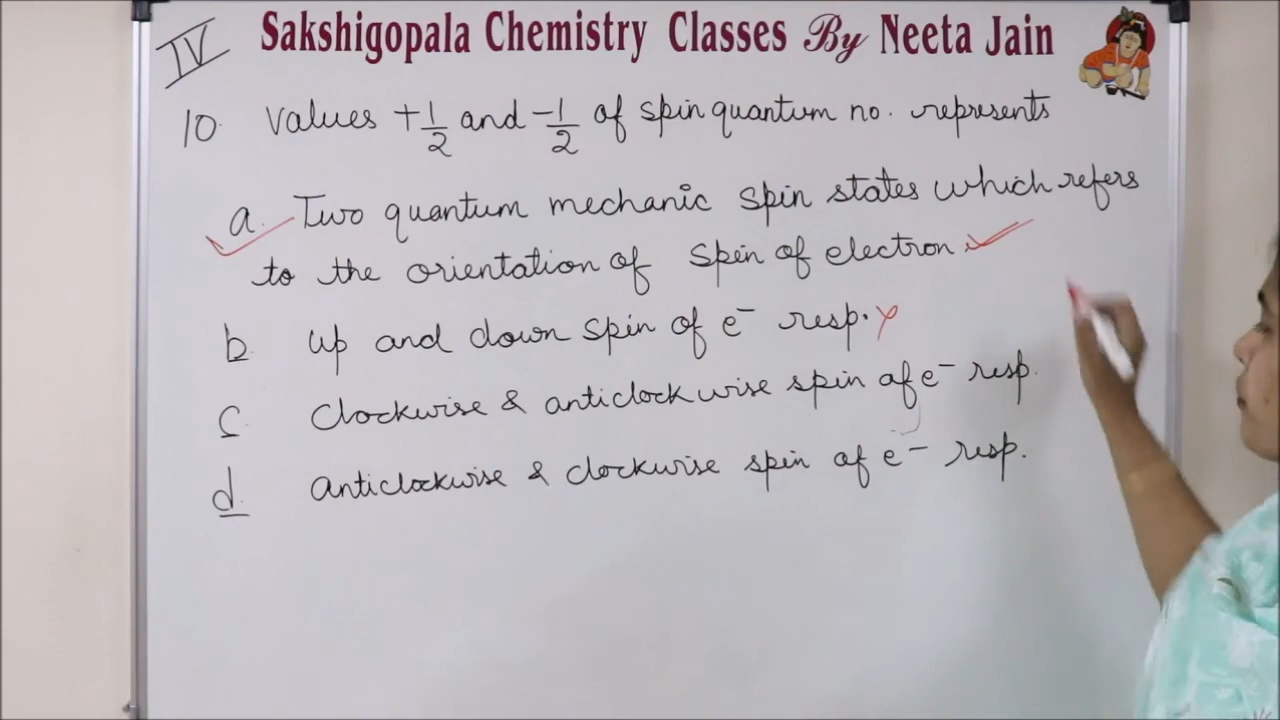 Sakshigopala Chemistry Classes By Neeta Jain
IV
10. Values +1/2 and -1/2 of spin quantum no. represents
a. Two quantum mechanic spin states which refers
to the orientation of spin of electron
b. Up and down spin of e⁻ resp.
c. Clockwise & anticlockwise spin of e⁻ resp.
d. Anticlockwise & clockwise spin of e⁻ resp.